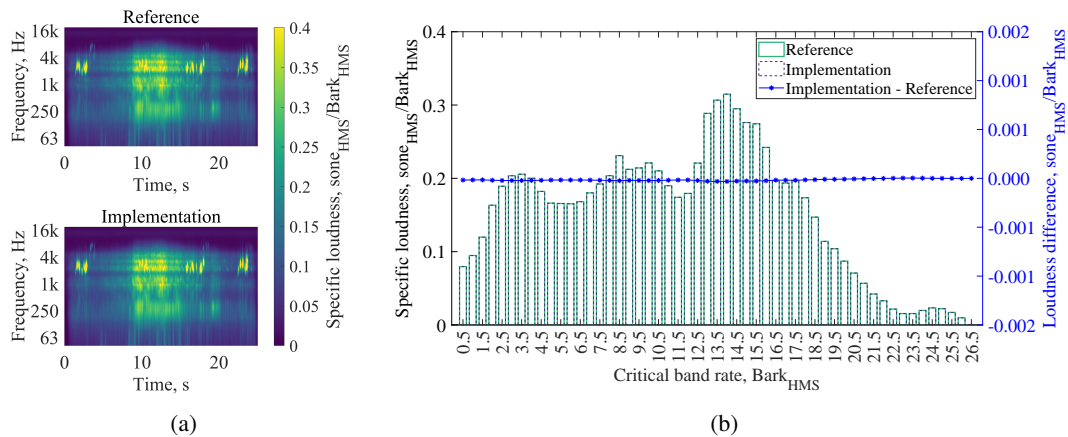 Reference
16k
4k
1k
250
63
Frequency, Hz
0 10 20
Time, s
Implementation
16k
4k
1k
250
63
Frequency, Hz
0 10 20
Time, s
0.4
0.35
0.3
0.25
0.2
0.15
0.1
0.05
0
Specific loudness, sone_HMS/Bark_HMS
(a)
0.4
0.3
0.2
0.1
0
Specific loudness, sone_HMS/Bark_HMS
Reference
Implementation
Implementation - Reference
0.002
0.001
0.001
0.000
-0.001
-0.001
-0.002
Loudness difference, sone_HMS/Bark_HMS
0.5 1.5 2.5 3.5 4.5 5.5 6.5 7.5 8.5 9.5 10.5 11.5 12.5 13.5 14.5 15.5 16.5 17.5 18.5 19.5 20.5 21.5 22.5 23.5 24.5 25.5 26.5
Critical band rate, Bark_HMS
(b)